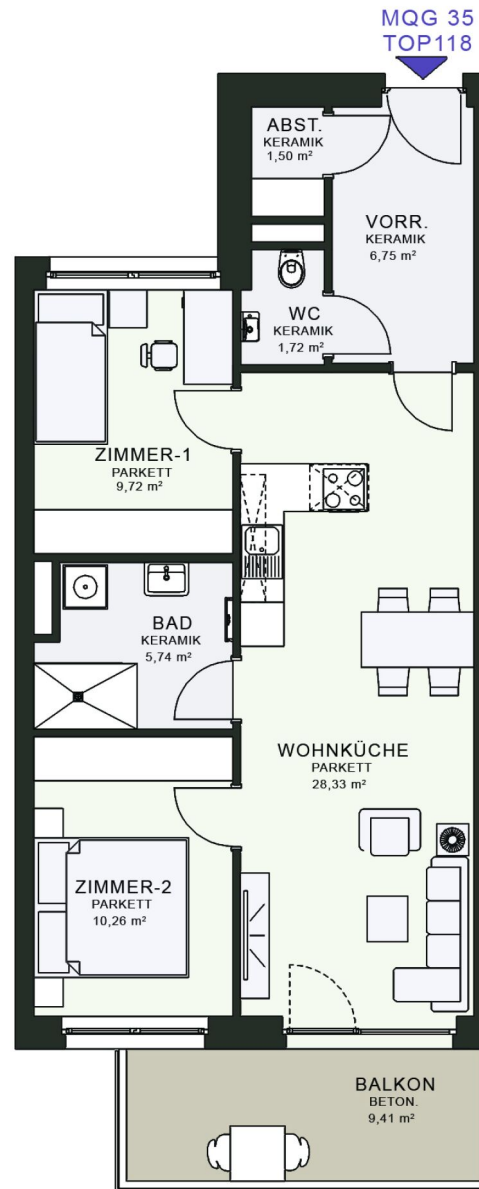 MQG 35
TOP118
ABST.
KERAMIK
1,50 m²
VORR.
KERAMIK
6,75 m²
WC
KERAMIK
1,72 m²
ZIMMER-1
PARKETT
9,72 m²
BAD
KERAMIK
5,74 m²
WOHNKÜCHE
PARKETT
28,33 m²
ZIMMER-2
PARKETT
10,26 m²
BALKON
BETON.
9,41 m²